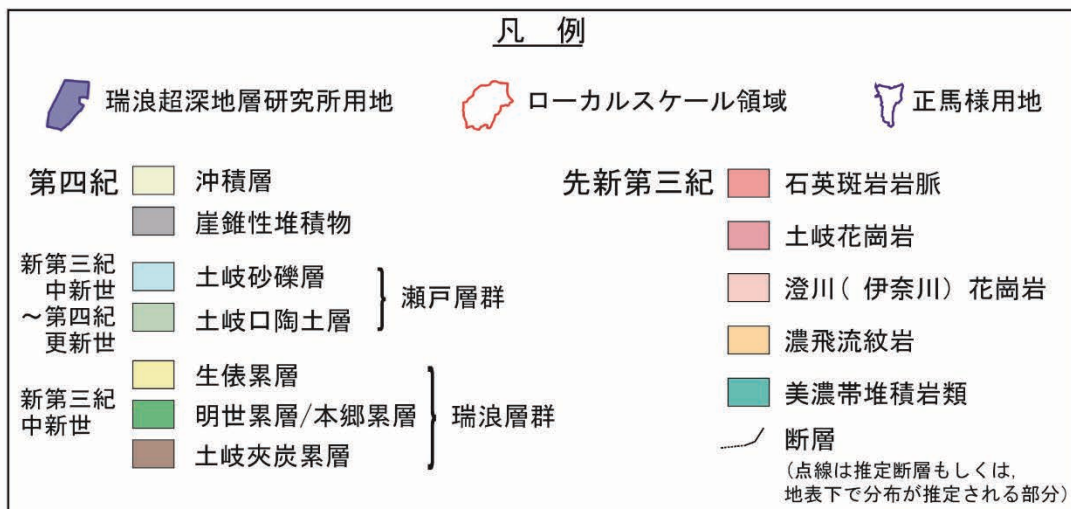 凡　例
瑞浪超深地層研究所用地
ローカルスケール領域
正馬様用地
第四紀
沖積層
崖錐性堆積物
新第三紀
中新世
～第四紀
更新世
土岐砂礫層
土岐口陶土層
瀬戸層群
新第三紀
中新世
生俵累層
明世累層/本郷累層
土岐夾炭累層
瑞浪層群
先新第三紀
石英斑岩岩脈
土岐花崗岩
澄川( 伊奈川) 花崗岩
濃飛流紋岩
美濃帯堆積岩類
断層
(点線は推定断層もしくは,
地表下で分布が推定される部分)